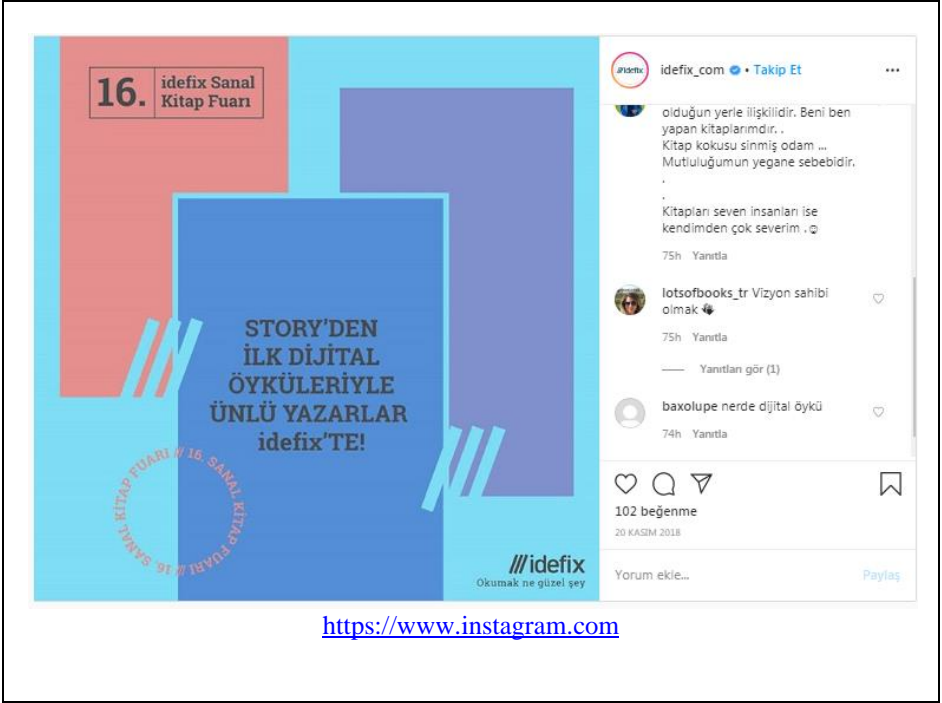 16.
idefix Sanal
Kitap Fuarı
STORY'DEN
İLK DİJİTAL
ÖYKÜLERİYLE
ÜNLÜ YAZARLAR
idefix'TE!
16. SANAL KİTAP FUARI // 16. SANAL KİTAP FUARI //
///idefix
Okumak ne güzel şey
///idefix
idefix_com • Takip Et
olduğun yerle ilişkilidir. Beni ben
yapan kitaplarımdır. .
Kitap kokusu sinmiş odam ...
Mutluluğumun yegane sebebidir.
.
.
Kitapları seven insanları ise
kendimden çok severim .☺
75h Yanıtla
lotsofbooks_tr Vizyon sahibi
olmak
75h Yanıtla
Yanıtları gör (1)
baxolupe nerde dijital öykü
74h Yanıtla
102 beğenme
20 KASIM 2018
Yorum ekle...
Paylaş
https://www.instagram.com